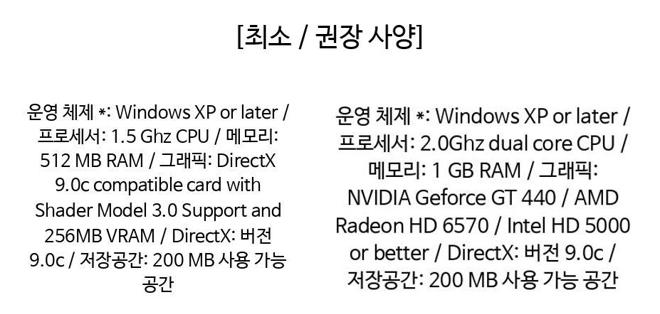 [최소 / 권장 사양]
운영 체제 *: Windows XP or later /
프로세서: 1.5 Ghz CPU / 메모리:
512 MB RAM / 그래픽: DirectX
9.0c compatible card with
Shader Model 3.0 Support and
256MB VRAM / DirectX: 버전
9.0c / 저장공간: 200 MB 사용 가능
공간
운영 체제 *: Windows XP or later /
프로세서: 2.0Ghz dual core CPU /
메모리: 1 GB RAM / 그래픽:
NVIDIA Geforce GT 440 / AMD
Radeon HD 6570 / Intel HD 5000
or better / DirectX: 버전 9.0c /
저장공간: 200 MB 사용 가능 공간